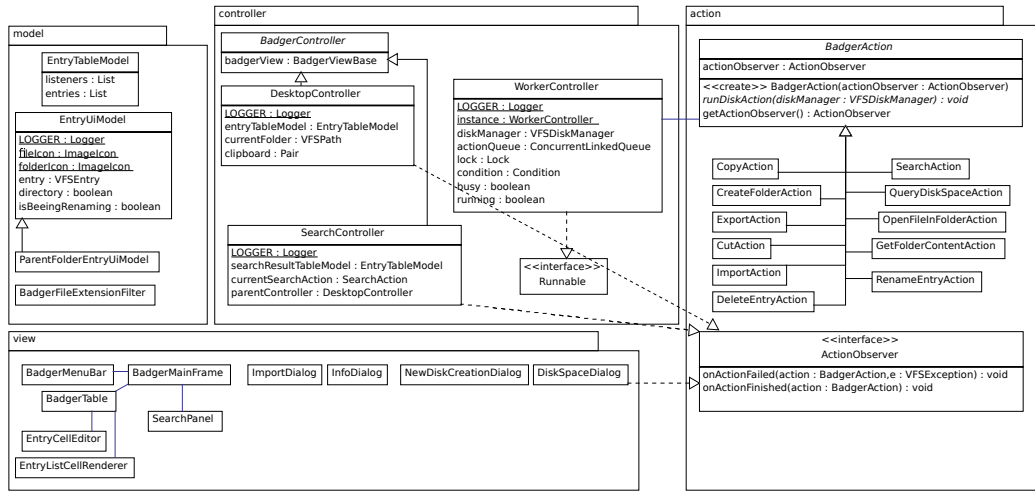 model
EntryTableModel
listeners : List
entries : List
EntryUiModel
LOGGER : Logger
fileIcon : ImageIcon
folderIcon : ImageIcon
entry : VFSEntry
directory : boolean
isBeeingRenaming : boolean
ParentFolderEntryUiModel
BadgerFileExtensionFilter
controller
BadgerController
badgerView : BadgerViewBase
DesktopController
LOGGER : Logger
entryTableModel : EntryTableModel
currentFolder : VFSPath
clipboard : Pair
WorkerController
LOGGER : Logger
instance : WorkerController
diskManager : VFSDiskManager
actionQueue : ConcurrentLinkedQueue
lock : Lock
condition : Condition
busy : boolean
running : boolean
SearchController
LOGGER : Logger
searchResultTableModel : EntryTableModel
currentSearchAction : SearchAction
parentController : DesktopController
<<interface>>
Runnable
action
BadgerAction
actionObserver : ActionObserver
<<create>> BadgerAction(actionObserver : ActionObserver)
runDiskAction(diskManager : VFSDiskManager) : void
getActionObserver() : ActionObserver
CopyAction
SearchAction
CreateFolderAction
QueryDiskSpaceAction
ExportAction
OpenFileInFolderAction
CutAction
GetFolderContentAction
ImportAction
RenameEntryAction
DeleteEntryAction
<<interface>>
ActionObserver
onActionFailed(action : BadgerAction,e : VFSException) : void
onActionFinished(action : BadgerAction) : void
view
BadgerMenuBar
BadgerMainFrame
ImportDialog
InfoDialog
NewDiskCreationDialog
DiskSpaceDialog
BadgerTable
SearchPanel
EntryCellEditor
EntryListCellRenderer